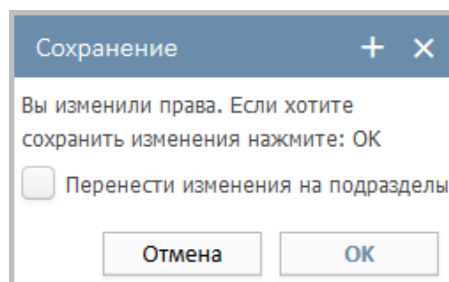 Сохранение
Вы изменили права. Если хотите
сохранить изменения нажмите: OK
Перенести изменения на подразделы
Отмена
OK